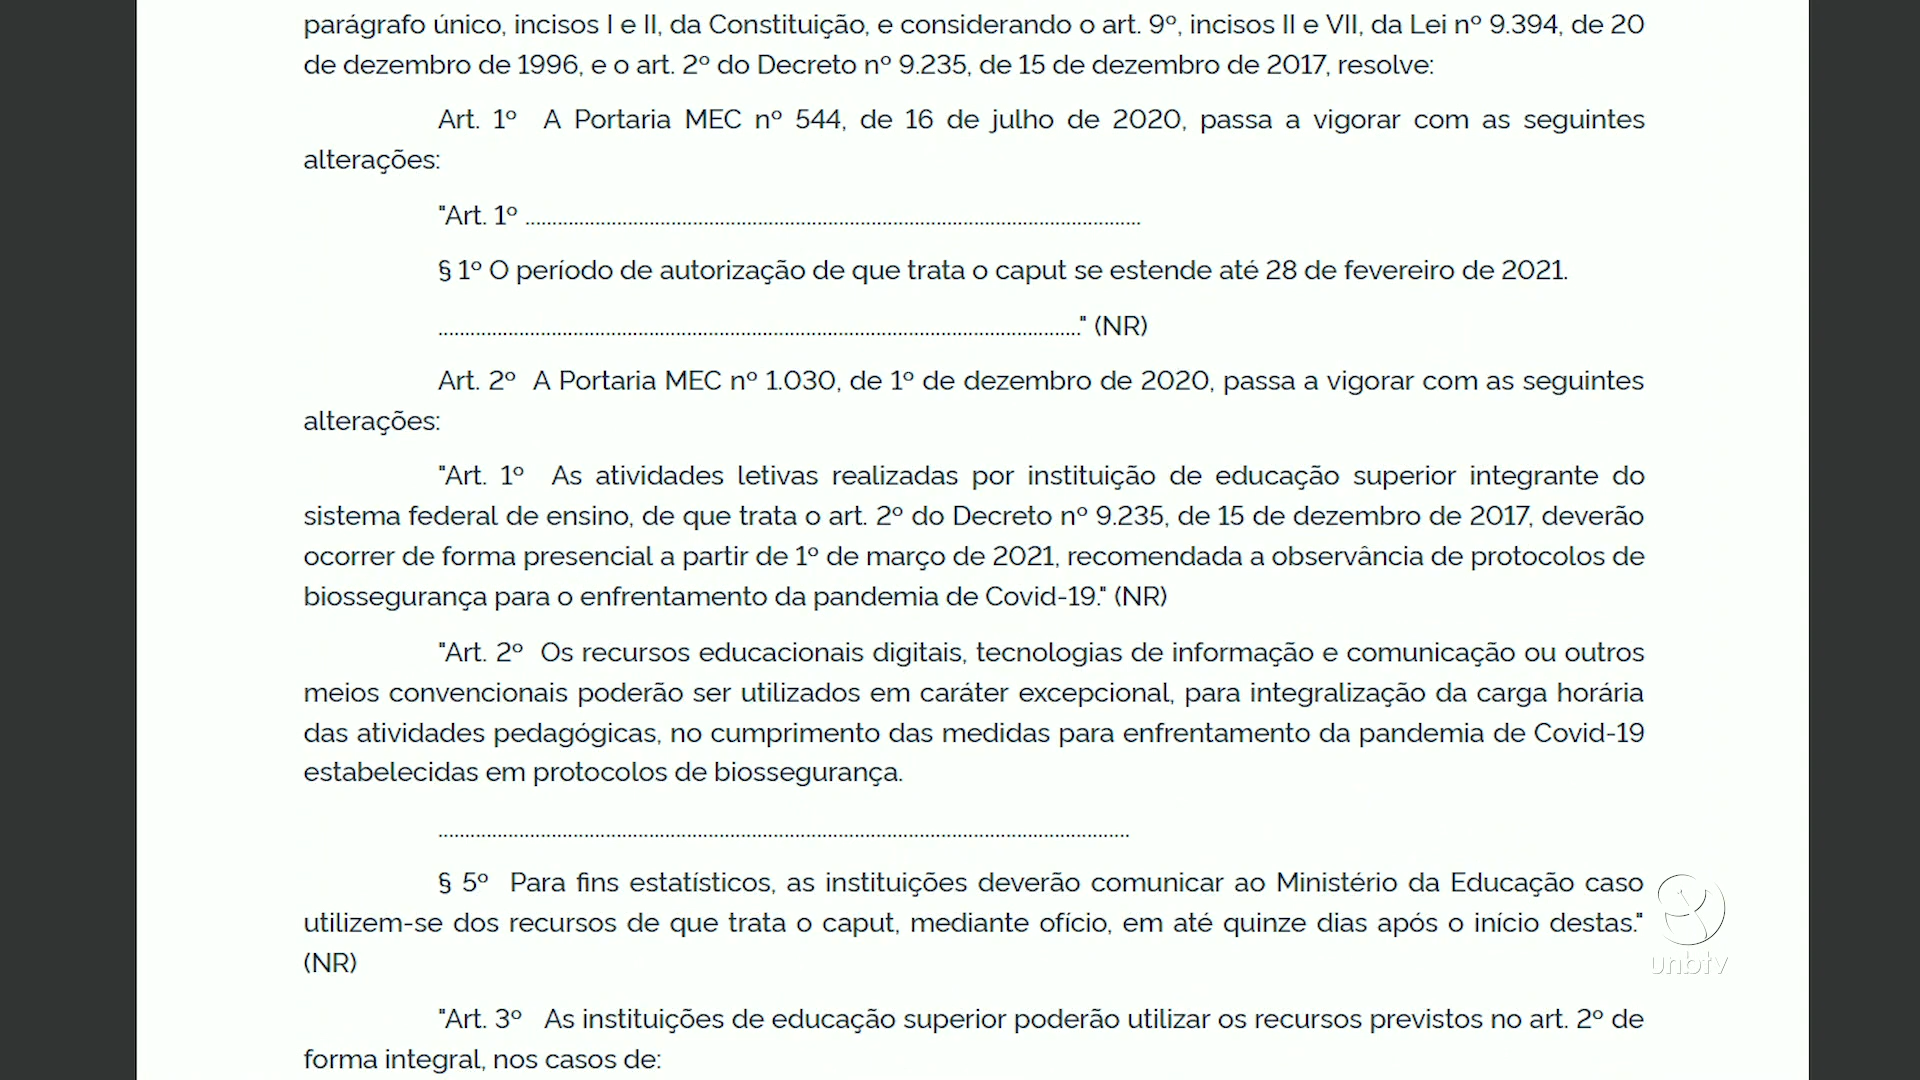 parágrafo único, incisos I e II, da Constituição, e considerando o art. 9º, incisos II e VII, da Lei nº 9.394, de 20
de dezembro de 1996, e o art. 2º do Decreto nº 9.235, de 15 de dezembro de 2017, resolve:
Art. 1º A Portaria MEC nº 544, de 16 de julho de 2020, passa a vigorar com as seguintes
alterações:
"Art. 1º ....................................................................................................................
§ 1º O período de autorização de que trata o caput se estende até 28 de fevereiro de 2021.
........................................................................................................................." (NR)
Art. 2º A Portaria MEC nº 1.030, de 1º de dezembro de 2020, passa a vigorar com as seguintes
alterações:
"Art. 1º As atividades letivas realizadas por instituição de educação superior integrante do
sistema federal de ensino, de que trata o art. 2º do Decreto nº 9.235, de 15 de dezembro de 2017, deverão
ocorrer de forma presencial a partir de 1º de março de 2021, recomendada a observância de protocolos de
biossegurança para o enfrentamento da pandemia de Covid-19." (NR)
"Art. 2º Os recursos educacionais digitais, tecnologias de informação e comunicação ou outros
meios convencionais poderão ser utilizados em caráter excepcional, para integralização da carga horária
das atividades pedagógicas, no cumprimento das medidas para enfrentamento da pandemia de Covid-19
estabelecidas em protocolos de biossegurança.
..................................................................................................................................
§ 5º Para fins estatísticos, as instituições deverão comunicar ao Ministério da Educação caso
utilizem-se dos recursos de que trata o caput, mediante ofício, em até quinze dias após o início destas."
(NR)
unbtv
"Art. 3º As instituições de educação superior poderão utilizar os recursos previstos no art. 2º de
forma integral, nos casos de: